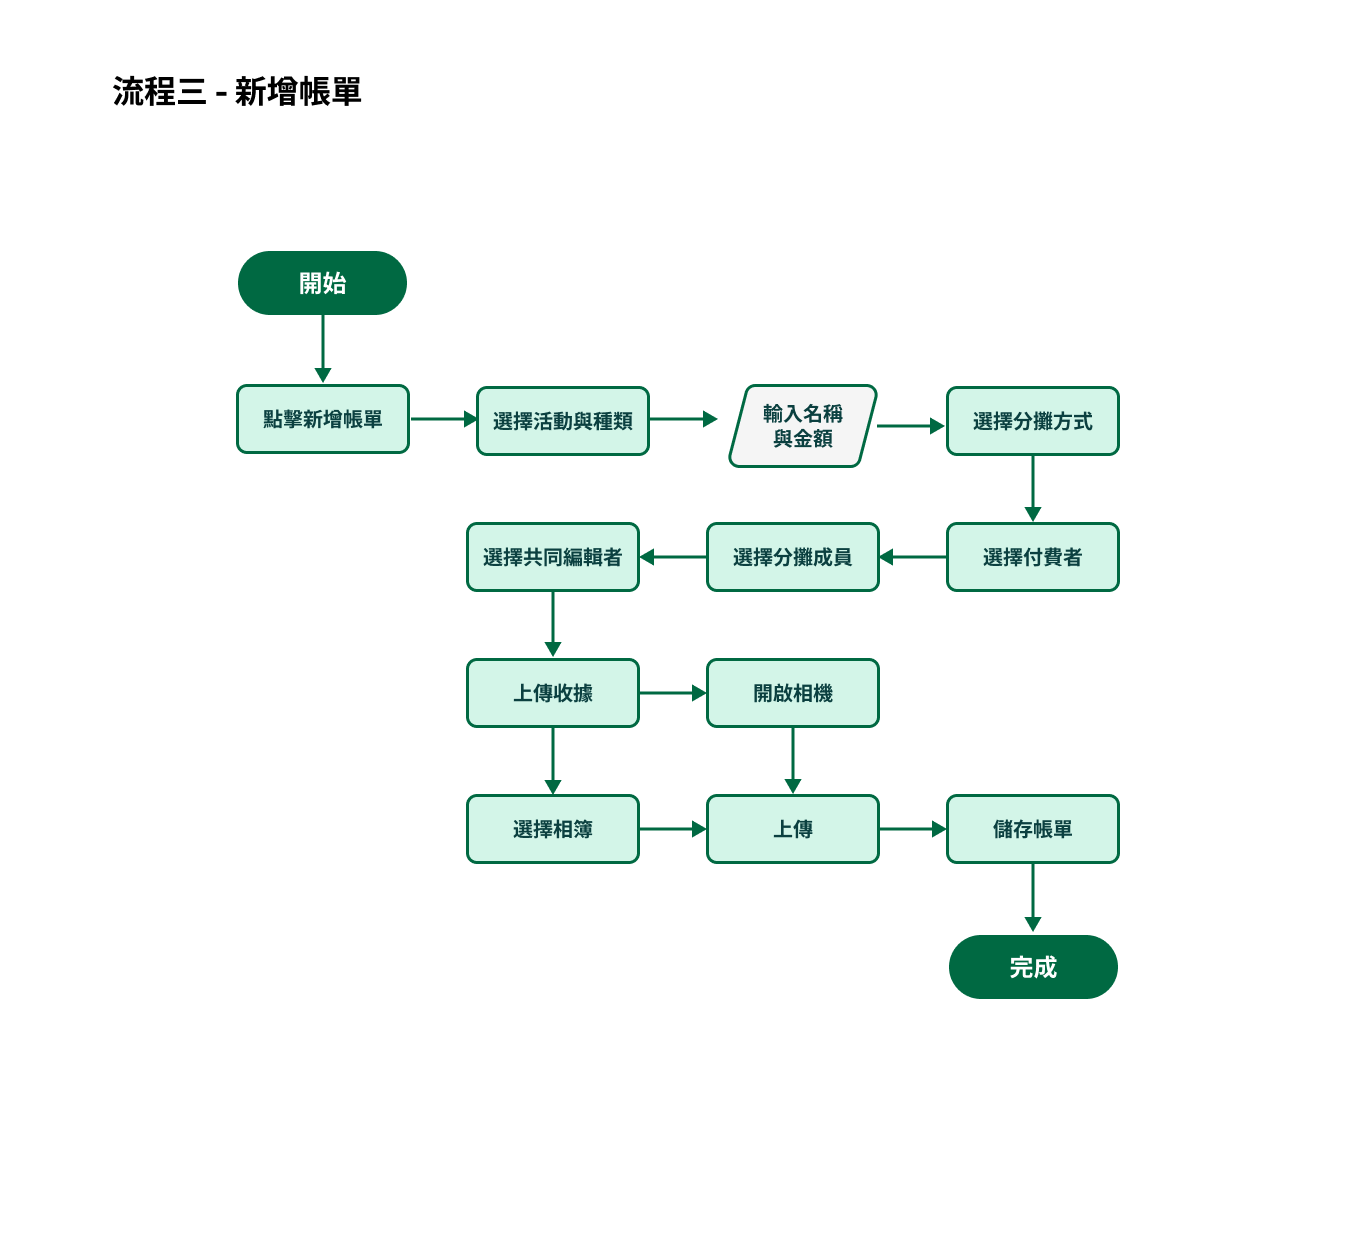 流程三 - 新增帳單
開始
點擊新增帳單
選擇活動與種類
輸入名稱
與金額
選擇分攤方式
選擇付費者
選擇分攤成員
選擇共同編輯者
上傳收據
開啟相機
選擇相簿
上傳
儲存帳單
完成